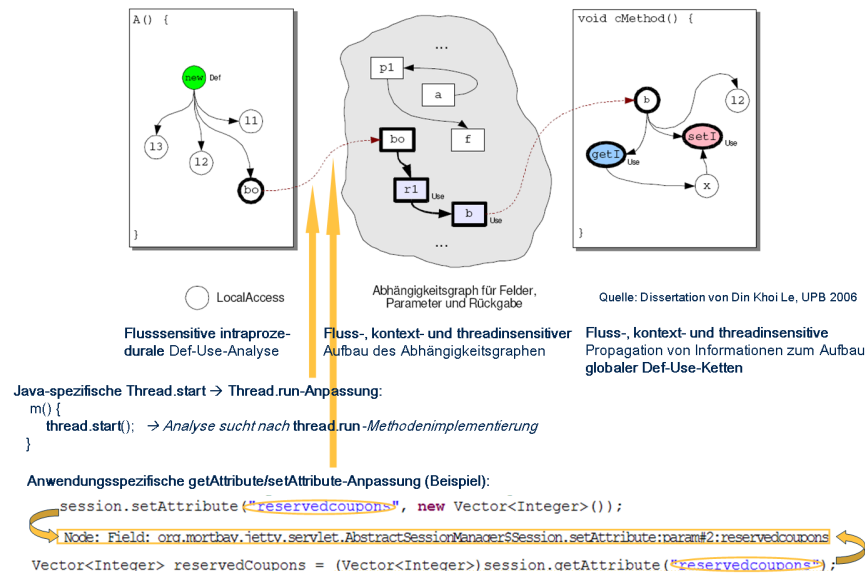 A() {
new Def
l1
l3
l2
bo
}
...
p1
a
f
bo
r1 Use
b Use
...
void cMethod() {
b
l2
getI Use
setI Use
x
}
LocalAccess
Abhängigkeitsgraph für Felder,
Parameter und Rückgabe
Quelle: Dissertation von Din Khoi Le, UPB 2006
Flusssensitive intraproze-
durale Def-Use-Analyse
Fluss-, kontext- und threadinsensitiver
Aufbau des Abhängigkeitsgraphen
Fluss-, kontext- und threadinsensitive
Propagation von Informationen zum Aufbau
globaler Def-Use-Ketten
Java-spezifische Thread.start → Thread.run-Anpassung:
m() {
thread.start(); → Analyse sucht nach thread.run-Methodenimplementierung
}
Anwendungsspezifische getAttribute/setAttribute-Anpassung (Beispiel):
session.setAttribute("reservedcoupons", new Vector<Integer>());
Node: Field: org.mortbay.jetty.servlet.AbstractSessionManager$Session.setAttribute:param#2:reservedcoupons
Vector<Integer> reservedCoupons = (Vector<Integer>)session.getAttribute("reservedcoupons");